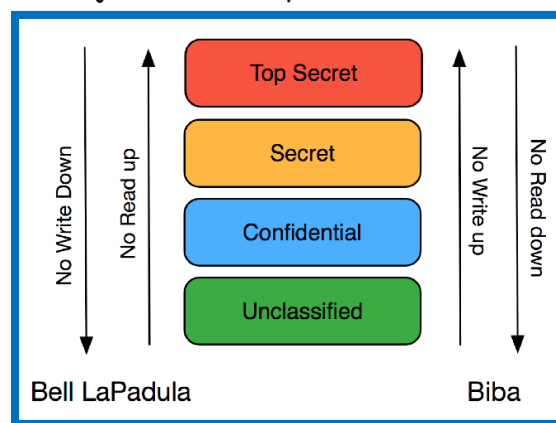 Top Secret
Secret
Confidential
Unclassified
No Write Down
No Read up
No Write up
No Read down
Bell LaPadula
Biba